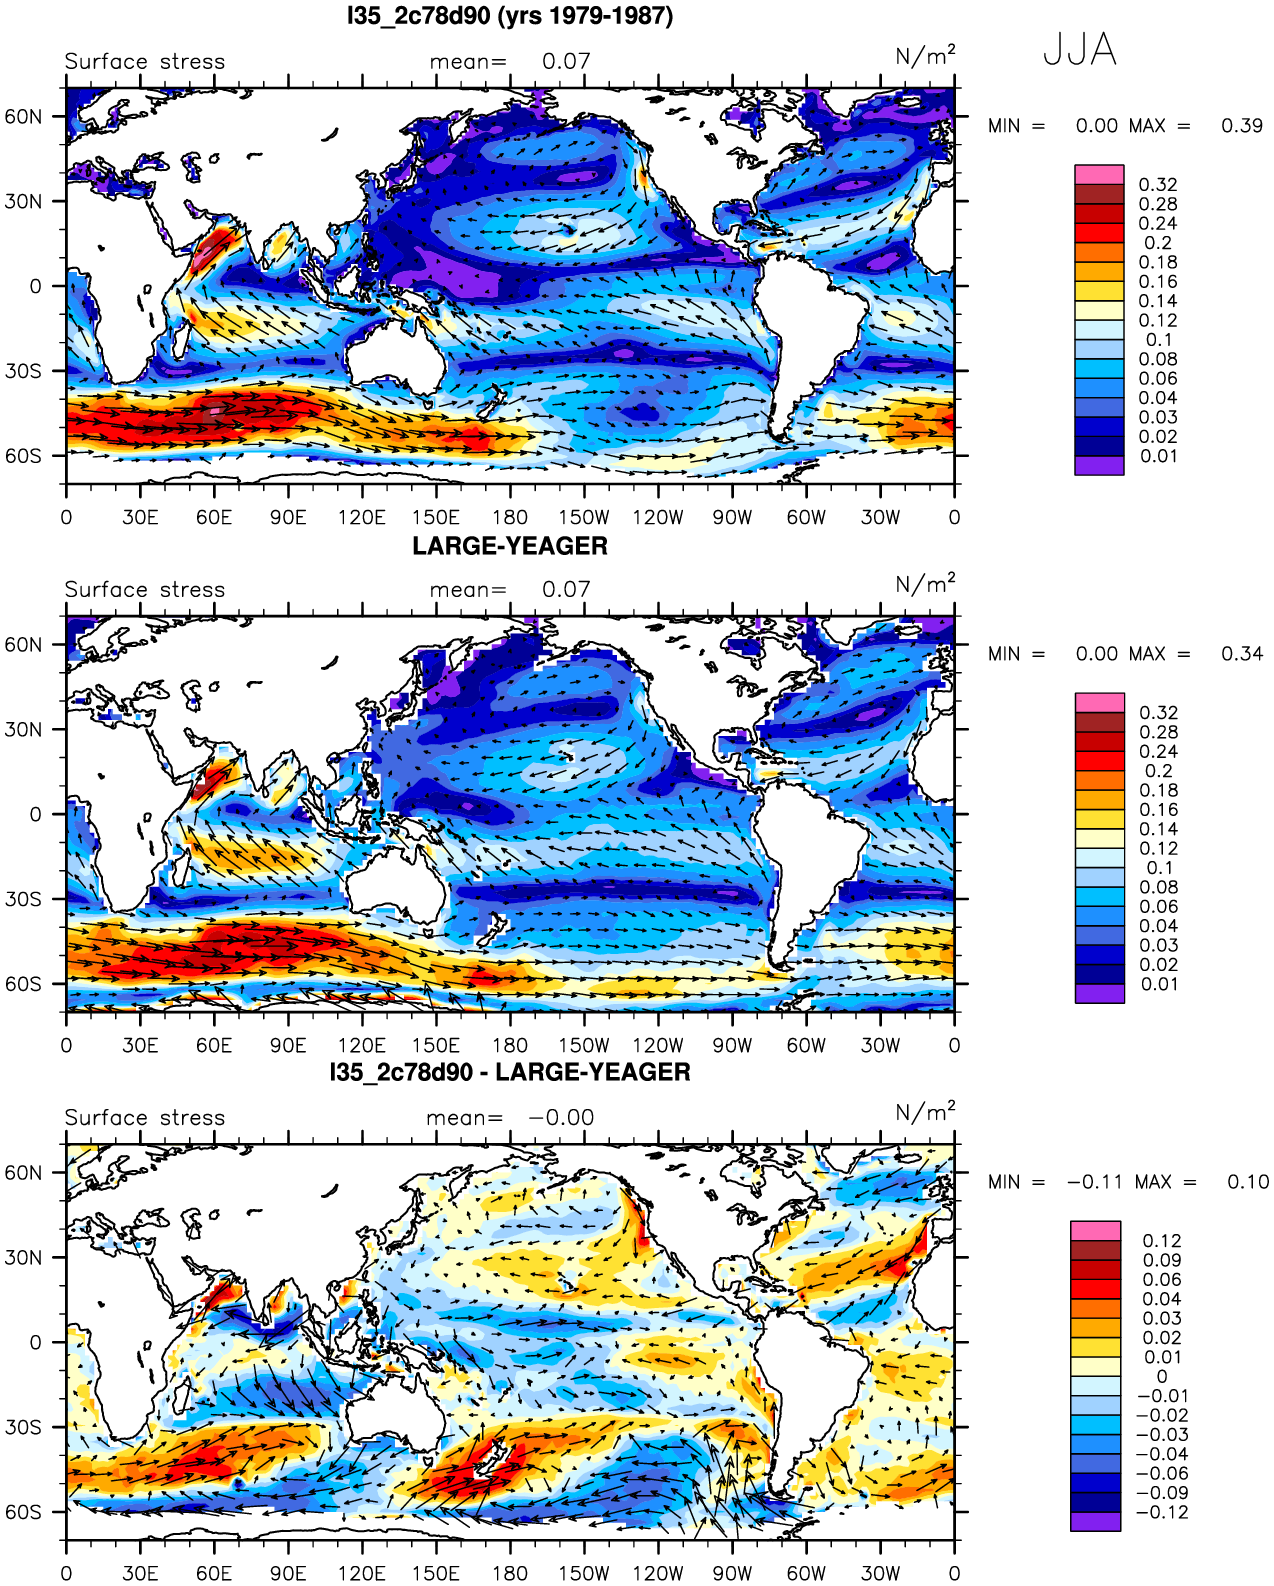 I35_2c78d90 (yrs 1979-1987)
JJA
Surface stress mean= 0.07 N/m²
MIN = 0.00 MAX = 0.39
60N
30N
0
30S
60S
0 30E 60E 90E 120E 150E 180 150W 120W 90W 60W 30W 0
0.32
0.28
0.24
0.2
0.18
0.16
0.14
0.12
0.1
0.08
0.06
0.04
0.03
0.02
0.01
LARGE-YEAGER
Surface stress mean= 0.07 N/m²
MIN = 0.00 MAX = 0.34
60N
30N
0
30S
60S
0 30E 60E 90E 120E 150E 180 150W 120W 90W 60W 30W 0
0.32
0.28
0.24
0.2
0.18
0.16
0.14
0.12
0.1
0.08
0.06
0.04
0.03
0.02
0.01
I35_2c78d90 - LARGE-YEAGER
Surface stress mean= −0.00 N/m²
MIN = −0.11 MAX = 0.10
60N
30N
0
30S
60S
0 30E 60E 90E 120E 150E 180 150W 120W 90W 60W 30W 0
0.12
0.09
0.06
0.04
0.03
0.02
0.01
0
−0.01
−0.02
−0.03
−0.04
−0.06
−0.09
−0.12